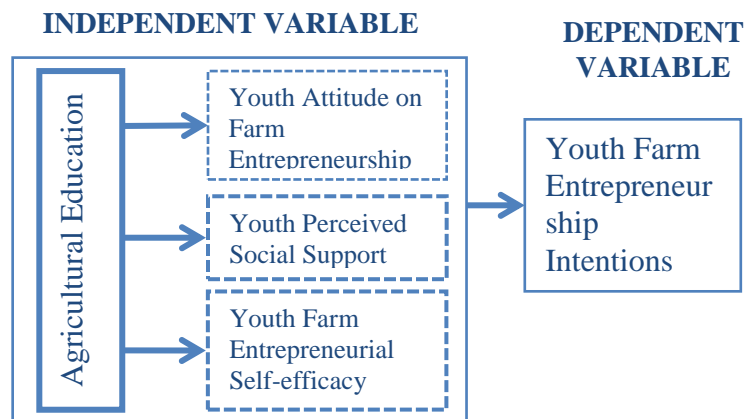 INDEPENDENT VARIABLE
DEPENDENT
VARIABLE
Agricultural Education
Youth Attitude on
Farm
Entrepreneurship
Youth Perceived
Social Support
Youth Farm
Entrepreneurial
Self-efficacy
Youth Farm
Entrepreneur
ship
Intentions